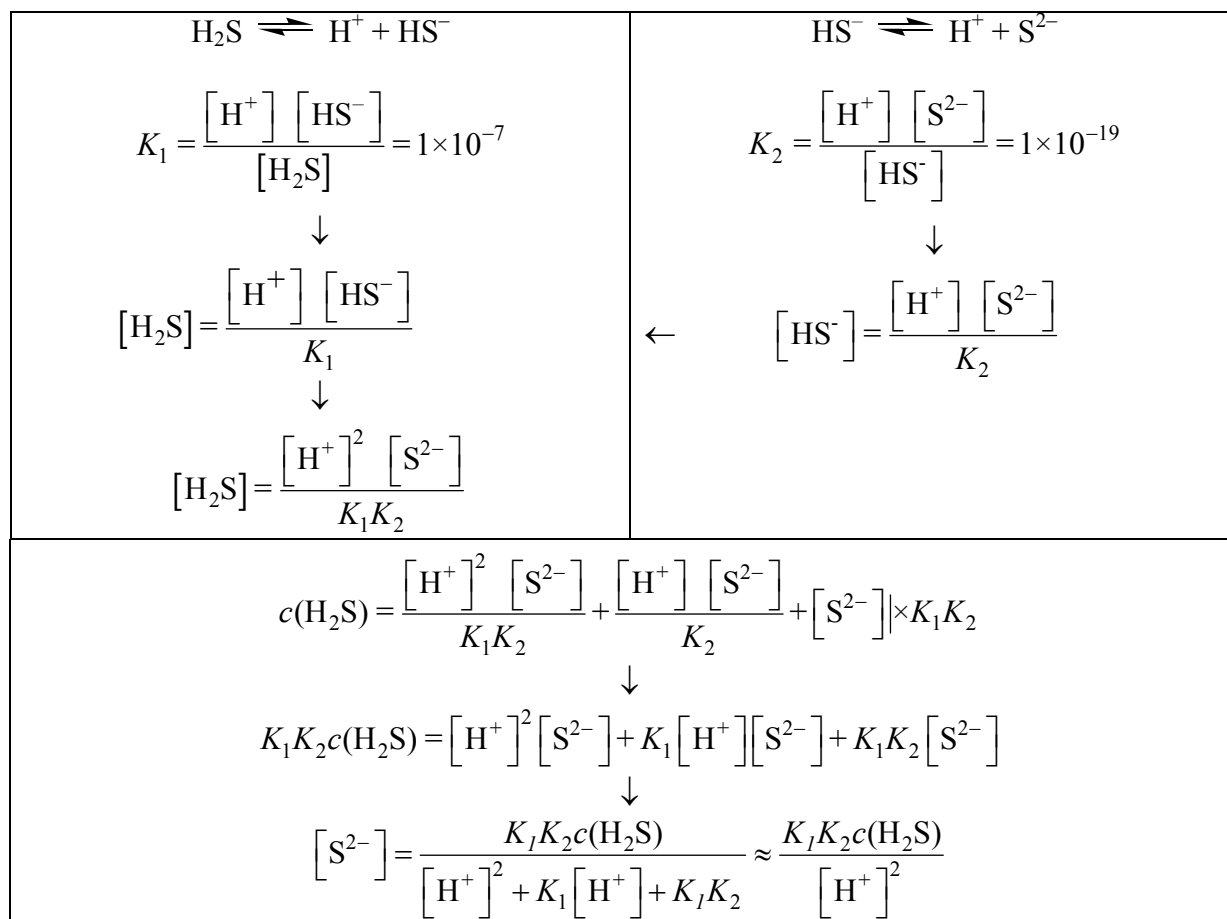 H₂S ⇌ H⁺ + HS⁻
K₁ = [H⁺] [HS⁻] / [H₂S] = 1×10⁻⁷
↓
[H₂S] = [H⁺] [HS⁻] / K₁
↓
[H₂S] = [H⁺]² [S²⁻] / K₁K₂
HS⁻ ⇌ H⁺ + S²⁻
K₂ = [H⁺] [S²⁻] / [HS⁻] = 1×10⁻¹⁹
↓
← [HS⁻] = [H⁺] [S²⁻] / K₂
c(H₂S) = [H⁺]² [S²⁻] / K₁K₂ + [H⁺] [S²⁻] / K₂ + [S²⁻]|×K₁K₂
↓
K₁K₂c(H₂S) = [H⁺]²[S²⁻] + K₁[H⁺][S²⁻] + K₁K₂[S²⁻]
↓
[S²⁻] = K₁K₂c(H₂S) / ([H⁺]² + K₁[H⁺] + K₁K₂) ≈ K₁K₂c(H₂S) / [H⁺]²